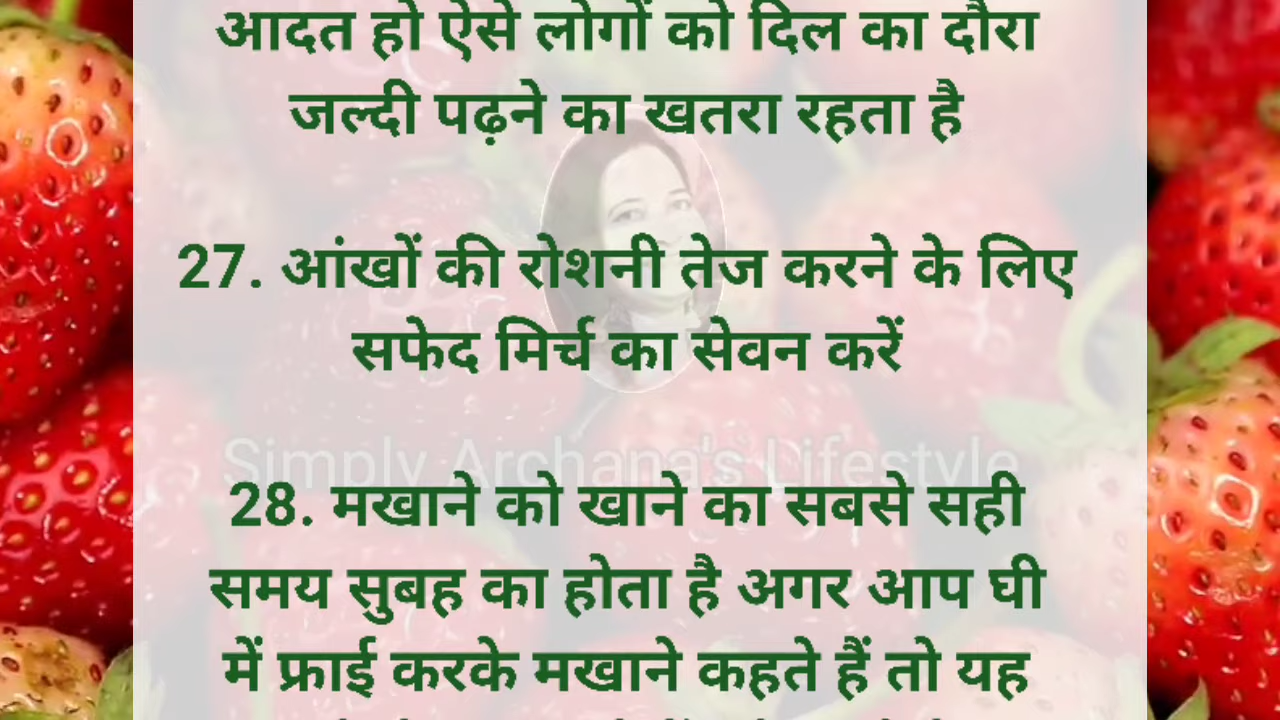 आदत हो ऐसे लोगों को दिल का दौरा
जल्दी पढ़ने का खतरा रहता है
27. आंखों की रोशनी तेज करने के लिए
सफेद मिर्च का सेवन करें
Simply Archana's Lifestyle
28. मखाने को खाने का सबसे सही
समय सुबह का होता है अगर आप घी
में फ्राई करके मखाने कहते हैं तो यह